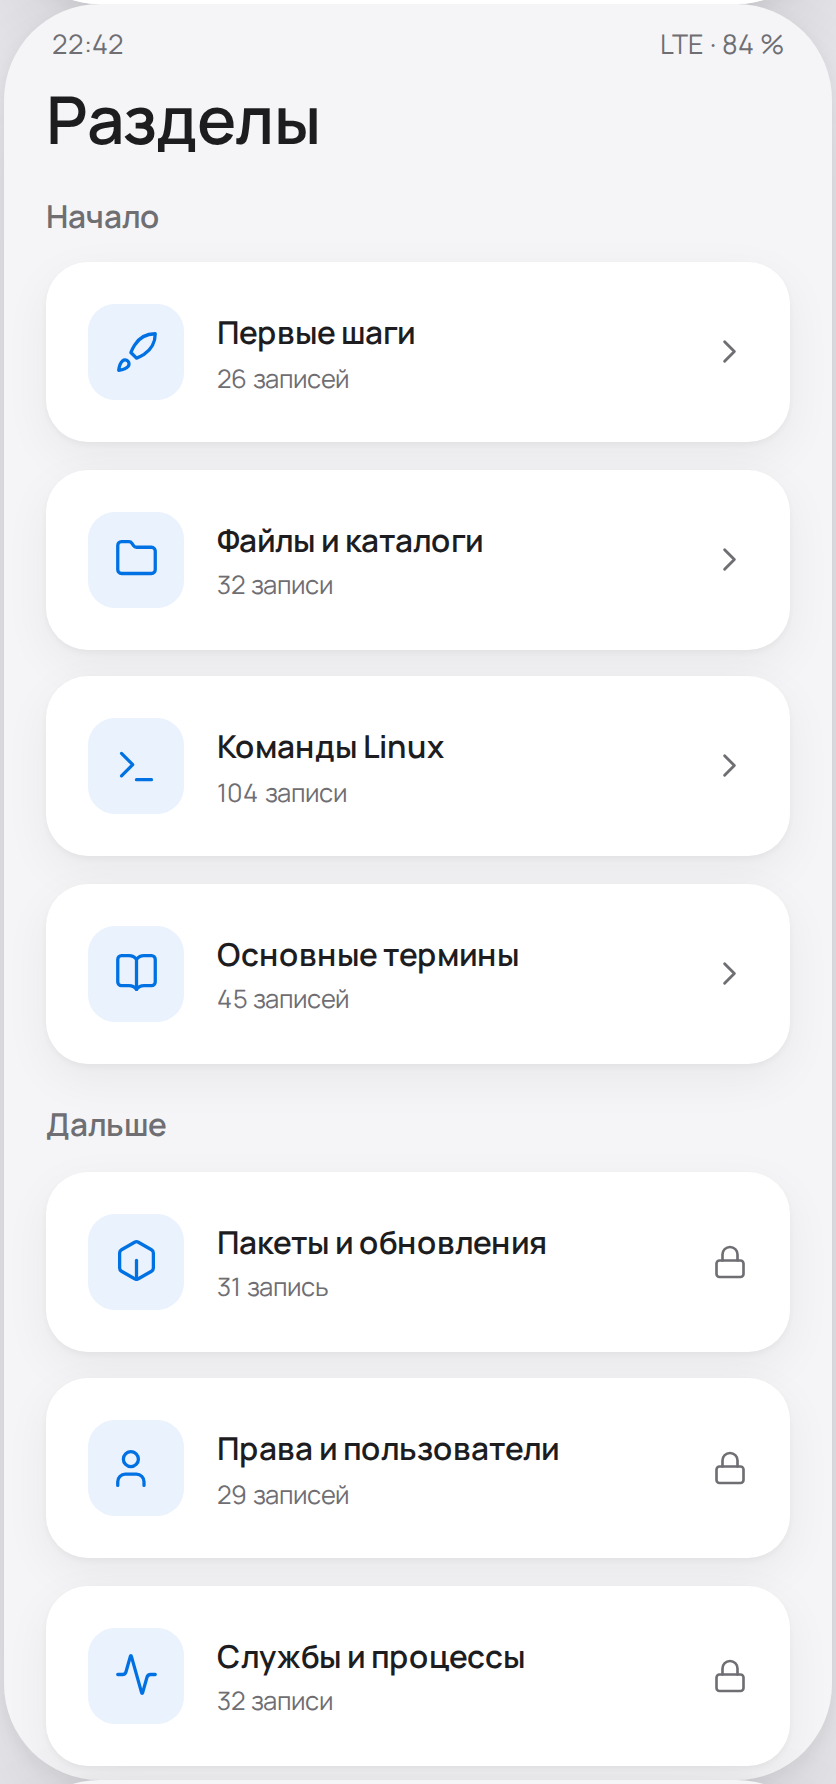 22:42
LTE · 84 %
Разделы
Начало
Первые шаги
26 записей
Файлы и каталоги
32 записи
Команды Linux
104 записи
Основные термины
45 записей
Дальше
Пакеты и обновления
31 запись
Права и пользователи
29 записей
Службы и процессы
32 записи